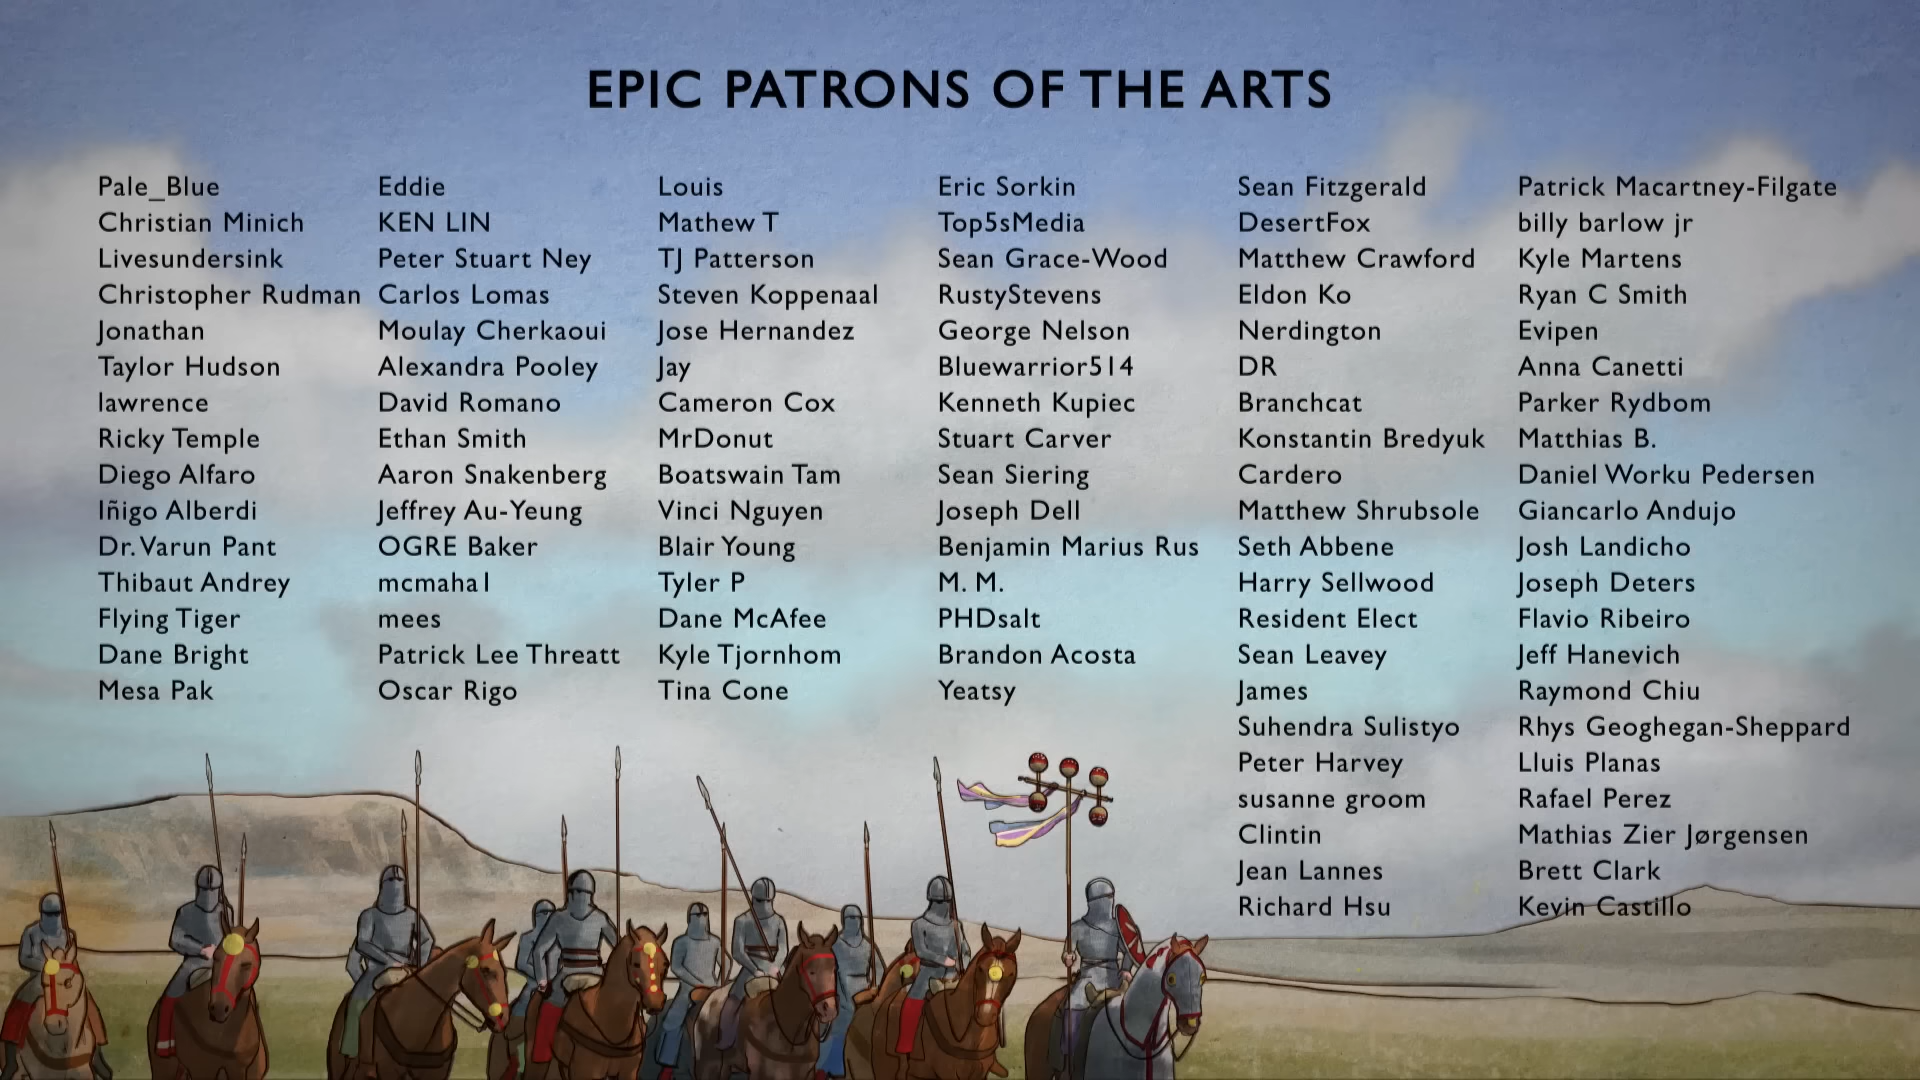 EPIC PATRONS OF THE ARTS
Pale_Blue
Christian Minich
Livesundersink
Christopher Rudman
Jonathan
Taylor Hudson
lawrence
Ricky Temple
Diego Alfaro
Iñigo Alberdi
Dr. Varun Pant
Thibaut Andrey
Flying Tiger
Dane Bright
Mesa Pak
Eddie
KEN LIN
Peter Stuart Ney
Carlos Lomas
Moulay Cherkaoui
Alexandra Pooley
David Romano
Ethan Smith
Aaron Snakenberg
Jeffrey Au-Yeung
OGRE Baker
mcmaha1
mees
Patrick Lee Threatt
Oscar Rigo
Louis
Mathew T
TJ Patterson
Steven Koppenaal
Jose Hernandez
Jay
Cameron Cox
MrDonut
Boatswain Tam
Vinci Nguyen
Blair Young
Tyler P
Dane McAfee
Kyle Tjornhom
Tina Cone
Eric Sorkin
Top5sMedia
Sean Grace-Wood
RustyStevens
George Nelson
Bluewarrior514
Kenneth Kupiec
Stuart Carver
Sean Siering
Joseph Dell
Benjamin Marius Rus
M. M.
PHDsalt
Brandon Acosta
Yeatsy
Sean Fitzgerald
DesertFox
Matthew Crawford
Eldon Ko
Nerdington
DR
Branchcat
Konstantin Bredyuk
Cardero
Matthew Shrubsole
Seth Abbene
Harry Sellwood
Resident Elect
Sean Leavey
James
Suhendra Sulistyo
Peter Harvey
susanne groom
Clintin
Jean Lannes
Richard Hsu
Patrick Macartney-Filgate
billy barlow jr
Kyle Martens
Ryan C Smith
Evipen
Anna Canetti
Parker Rydbom
Matthias B.
Daniel Worku Pedersen
Giancarlo Andujo
Josh Landicho
Joseph Deters
Flavio Ribeiro
Jeff Hanevich
Raymond Chiu
Rhys Geoghegan-Sheppard
Lluis Planas
Rafael Perez
Mathias Zier Jørgensen
Brett Clark
Kevin Castillo